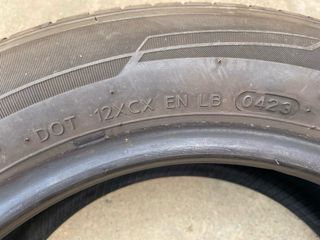 DOT 12XCX EN LB 0423